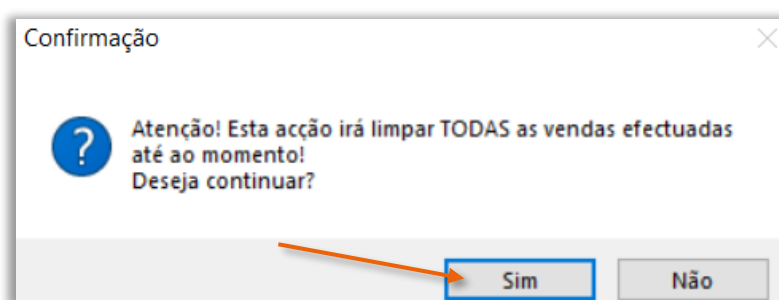 Confirmação
Atenção! Esta acção irá limpar TODAS as vendas efectuadas
até ao momento!
Deseja continuar?
Sim Não